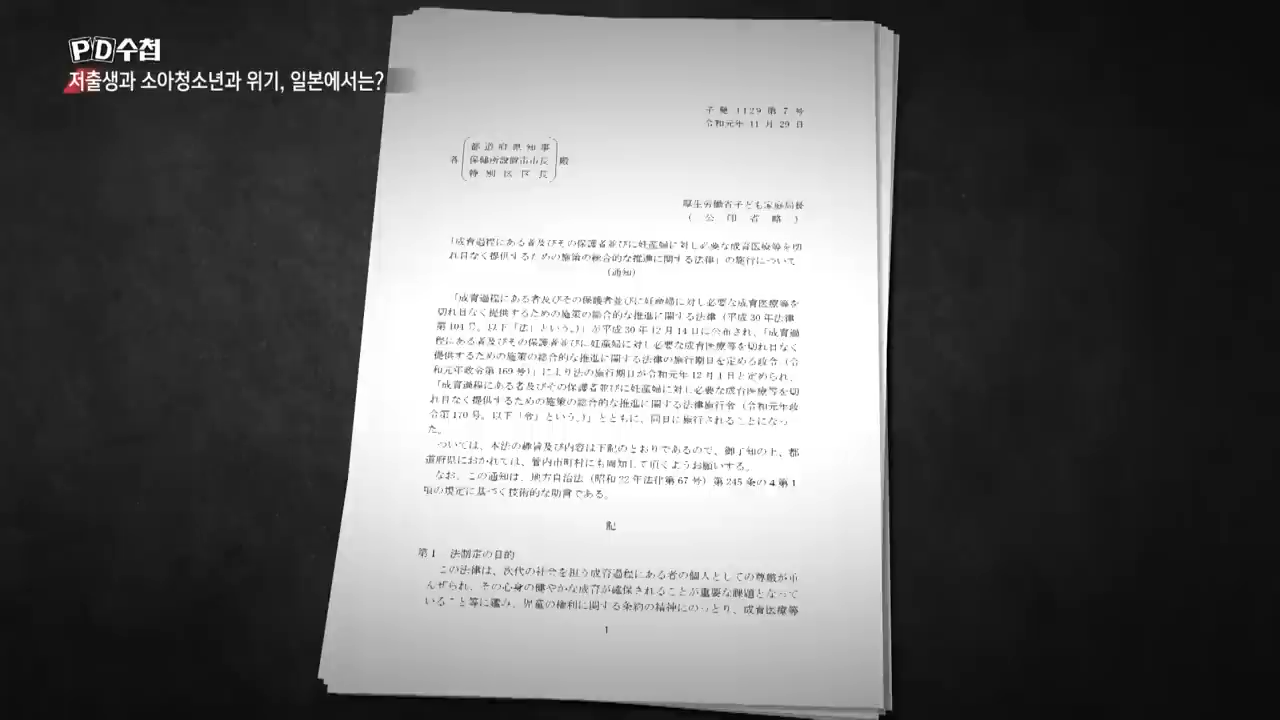 PD수첩
저출생과 소아청소년과 위기, 일본에서는?
子発1129第7号
令和元年11月29日
都道府県知事
各 保健所設置市市長 殿
特別区区長
厚生労働省子ども家庭局長
(公印省略)
「成育過程にある者及びその保護者並びに妊産婦に対し必要な成育医療等を切
れ目なく提供するための施策の総合的な推進に関する法律」の施行について
(通知)
「成育過程にある者及びその保護者並びに妊産婦に対し必要な成育医療等を
切れ目なく提供するための施策の総合的な推進に関する法律(平成30年法律
第104号。以下「法」という。)」が平成30年12月14日に公布され、「成育過
程にある者及びその保護者並びに妊産婦に対し必要な成育医療等を切れ目なく
提供するための施策の総合的な推進に関する法律の施行期日を定める政令(令
和元年政令第169号)」により法の施行期日が令和元年12月1日と定められ、
「成育過程にある者及びその保護者並びに妊産婦に対し必要な成育医療等を切
れ目なく提供するための施策の総合的な推進に関する法律施行令(令和元年政
令第170号。以下「令」という。)」とともに、同日に施行されることになっ
た。
ついては、本法の趣旨及び内容は下記のとおりであるので、御了知の上、都
道府県におかれては、管内市町村にも周知して頂くようお願いする。
なお、この通知は、地方自治法(昭和22年法律第67号)第245条の4第1
項の規定に基づく技術的な助言である。
記
第1 法制定の目的
この法律は、次代の社会を担う成育過程にある者の個人としての尊厳が重
んぜられ、その心身の健やかな成育が確保されることが重要な課題となって
いること等に鑑み、児童の権利に関する条約の精神にのっとり、成育医療等
1